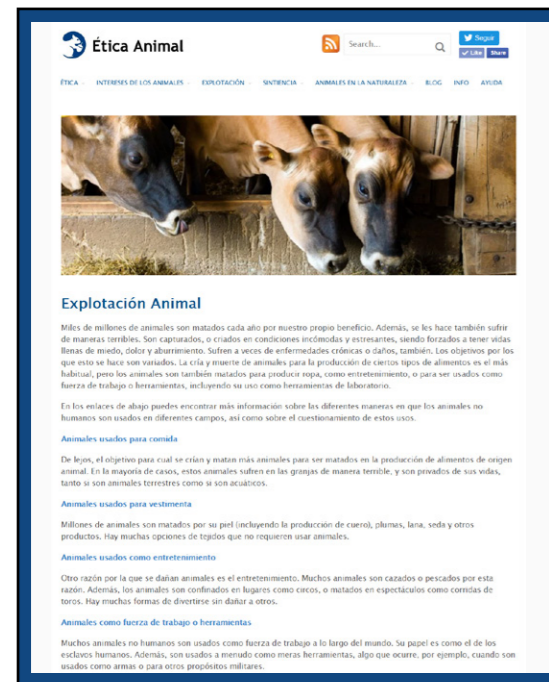 Ética Animal
Search...
Seguir
Like Share
ÉTICA INTERESES DE LOS ANIMALES EXPLOTACIÓN SINTIENCIA ANIMALES EN LA NATURALEZA BLOG INFO AYUDA
Explotación Animal
Miles de millones de animales son matados cada año por nuestro propio beneficio. Además, se les hace también sufrir
de maneras terribles. Son capturados, o criados en condiciones incómodas y estresantes, siendo forzados a tener vidas
llenas de miedo, dolor y aburrimiento. Sufren a veces de enfermedades crónicas o daños, también. Los objetivos por los
que esto se hace son variados. La cría y muerte de animales para la producción de ciertos tipos de alimentos es el más
habitual, pero los animales son también matados para producir ropa, como entretenimiento, o para ser usados como
fuerza de trabajo o herramientas, incluyendo su uso como herramientas de laboratorio.
En los enlaces de abajo puedes encontrar más información sobre las diferentes maneras en que los animales no
humanos son usados en diferentes campos, así como sobre el cuestionamiento de estos usos.
Animales usados para comida
De lejos, el objetivo para cual se crían y matan más animales para ser matados en la producción de alimentos de origen
animal. En la mayoría de casos, estos animales sufren en las granjas de manera terrible, y son privados de sus vidas,
tanto si son animales terrestres como si son acuáticos.
Animales usados para vestimenta
Millones de animales son matados por su piel (incluyendo la producción de cuero), plumas, lana, seda y otros
productos. Hay muchas opciones de tejidos que no requieren usar animales.
Animales usados como entretenimiento
Otro razón por la que se dañan animales es el entretenimiento. Muchos animales son cazados o pescados por esta
razón. Además, los animales son confinados en lugares como circos, o matados en espectáculos como corridas de
toros. Hay muchas formas de divertirse sin dañar a otros.
Animales como fuerza de trabajo o herramientas
Muchos animales no humanos son usados como fuerza de trabajo a lo largo del mundo. Su papel es como el de los
esclavos humanos. Además, son usados a menudo como meras herramientas, algo que ocurre, por ejemplo, cuando son
usados como armas o para otros propósitos militares.